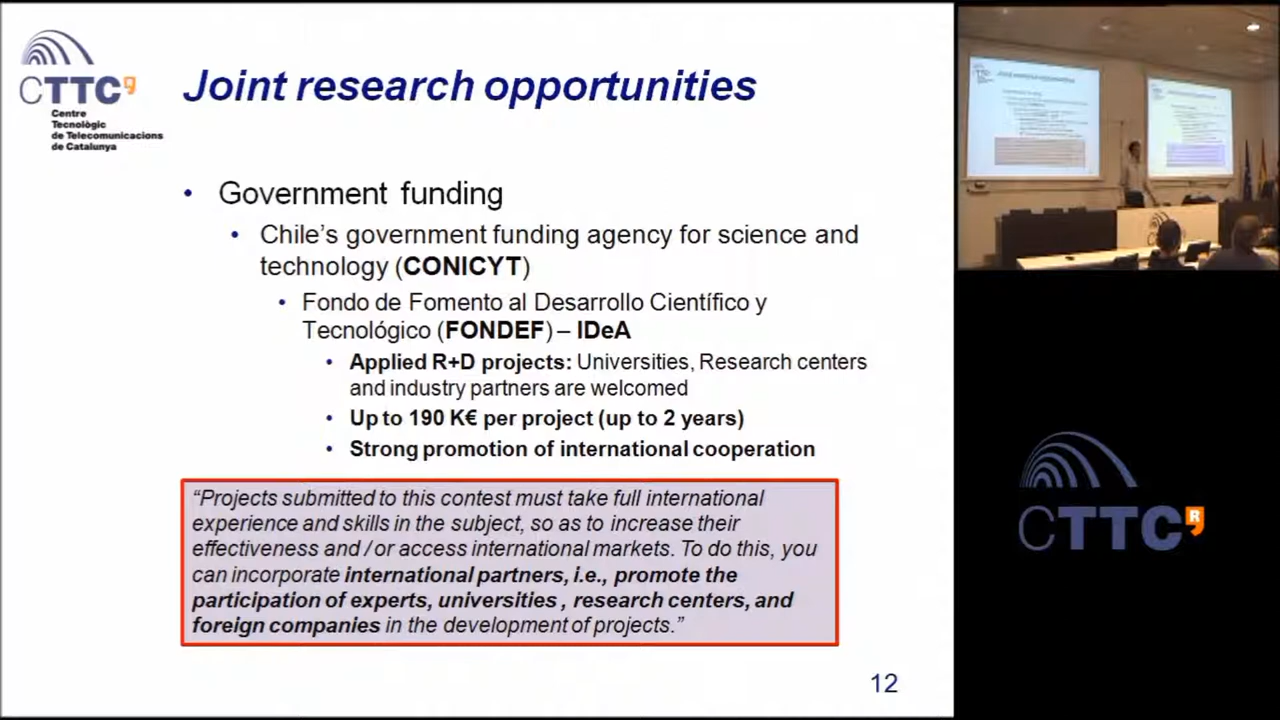 CTTC
Centre
Tecnològic
de Telecomunicacions
de Catalunya
Joint research opportunities
• Government funding
• Chile’s government funding agency for science and
technology (CONICYT)
• Fondo de Fomento al Desarrollo Científico y
Tecnológico (FONDEF) – IDeA
• Applied R+D projects: Universities, Research centers
and industry partners are welcomed
• Up to 190 K€ per project (up to 2 years)
• Strong promotion of international cooperation
“Projects submitted to this contest must take full international
experience and skills in the subject, so as to increase their
effectiveness and /or access international markets. To do this, you
can incorporate international partners, i.e., promote the
participation of experts, universities , research centers, and
foreign companies in the development of projects.”
12
Joint research opportunities
CTTC R